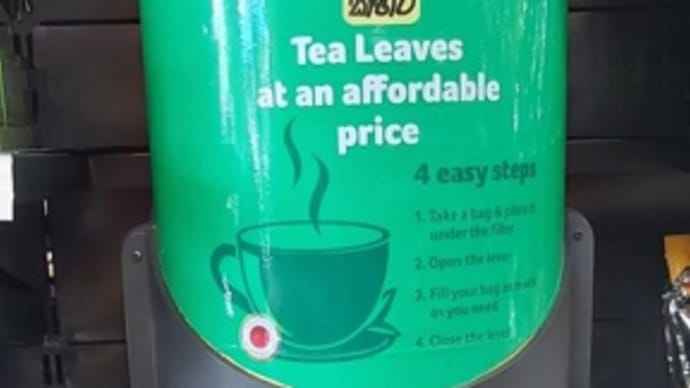 Tea Leaves
at an affordable
price
4 easy steps
1. Take a bag & place it
under the filler
2. Open the lever
3. Fill your bag as much
as you need
4. Close the lever